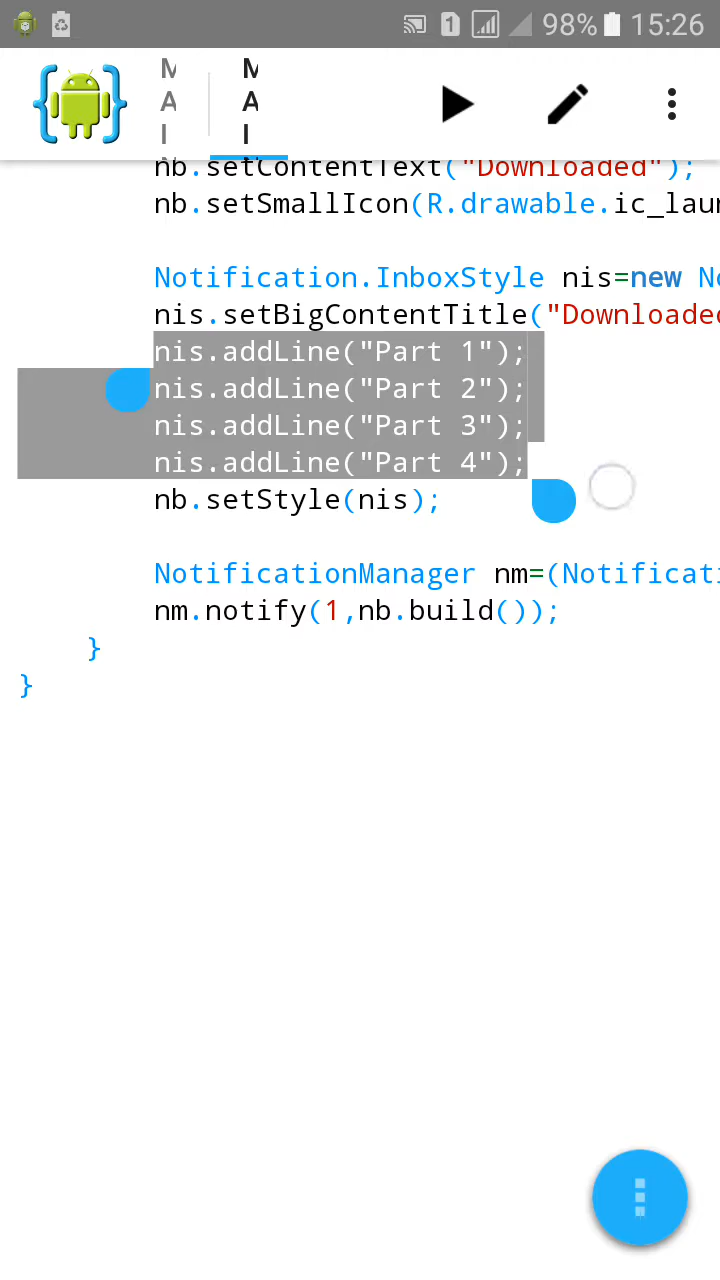 1 98% 15:26
M
A
I
M
A
I
nb.setContentText("Downloaded");
nb.setSmallIcon(R.drawable.ic_lau
Notification.InboxStyle nis=new No
nis.setBigContentTitle("Downloaded
nis.addLine("Part 1");
nis.addLine("Part 2");
nis.addLine("Part 3");
nis.addLine("Part 4");
nb.setStyle(nis);
NotificationManager nm=(Notificati
nm.notify(1,nb.build());
}
}